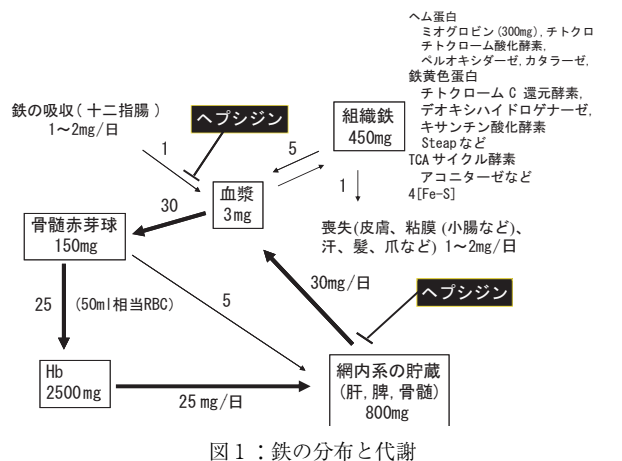 ヘム蛋白
ミオグロビン(300mg), チトクロ
チトクローム酸化酵素,
ペルオキシダーゼ, カタラーゼ,
鉄黄色蛋白
チトクローム C 還元酵素,
デオキシハイドロゲナーゼ,
キサンチン酸化酵素
Steap など
TCA サイクル酵素
アコニターゼなど
4[Fe-S]
鉄の吸収(十二指腸)
1～2mg/日
ヘプシジン
組織鉄
450mg
1
5
1
血漿
3mg
30
骨髄赤芽球
150mg
喪失(皮膚、粘膜(小腸など)、
汗、髪、爪など) 1～2mg/日
30mg/日
ヘプシジン
25
(50ml相当RBC)
5
Hb
2500mg
25mg/日
網内系の貯蔵
(肝, 脾, 骨髄)
800mg
図1：鉄の分布と代謝